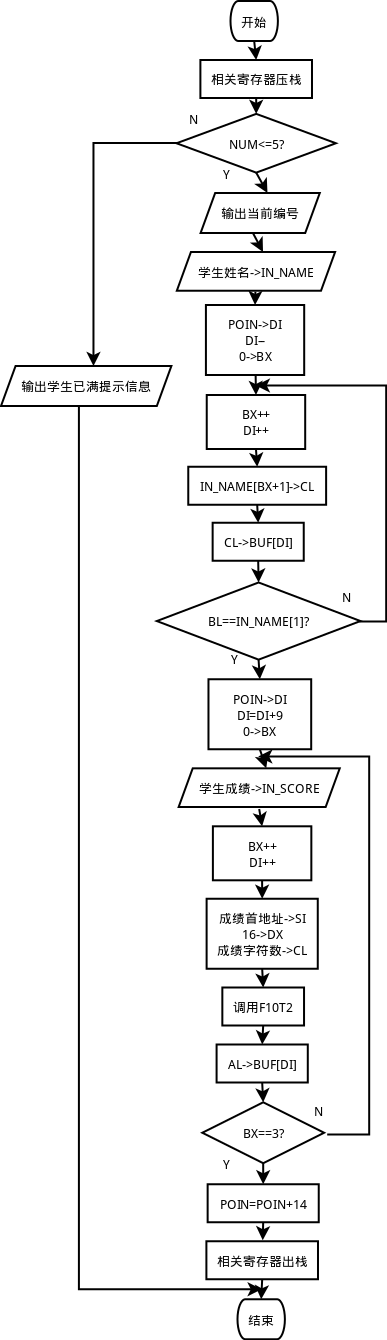 开始
相关寄存器压栈
N
NUM<=5?
Y
输出当前编号
学生姓名->IN_NAME
POIN->DI
DI--
0->BX
输出学生已满提示信息
BX++
DI++
IN_NAME[BX+1]->CL
CL->BUF[DI]
N
BL==IN_NAME[1]?
Y
POIN->DI
DI=DI+9
0->BX
学生成绩->IN_SCORE
BX++
DI++
成绩首地址->SI
16->DX
成绩字符数->CL
调用F10T2
AL->BUF[DI]
N
BX==3?
Y
POIN=POIN+14
相关寄存器出栈
结束